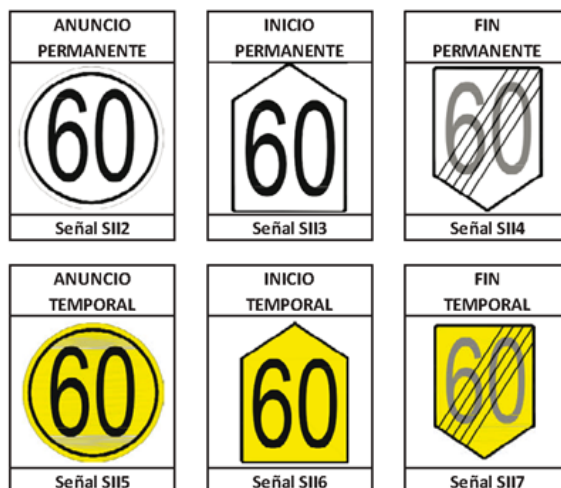 ANUNCIO
PERMANENTE
60
Señal SII2
INICIO
PERMANENTE
60
Señal SII3
FIN
PERMANENTE
60
Señal SII4
ANUNCIO
TEMPORAL
60
Señal SII5
INICIO
TEMPORAL
60
Señal SII6
FIN
TEMPORAL
60
Señal SII7